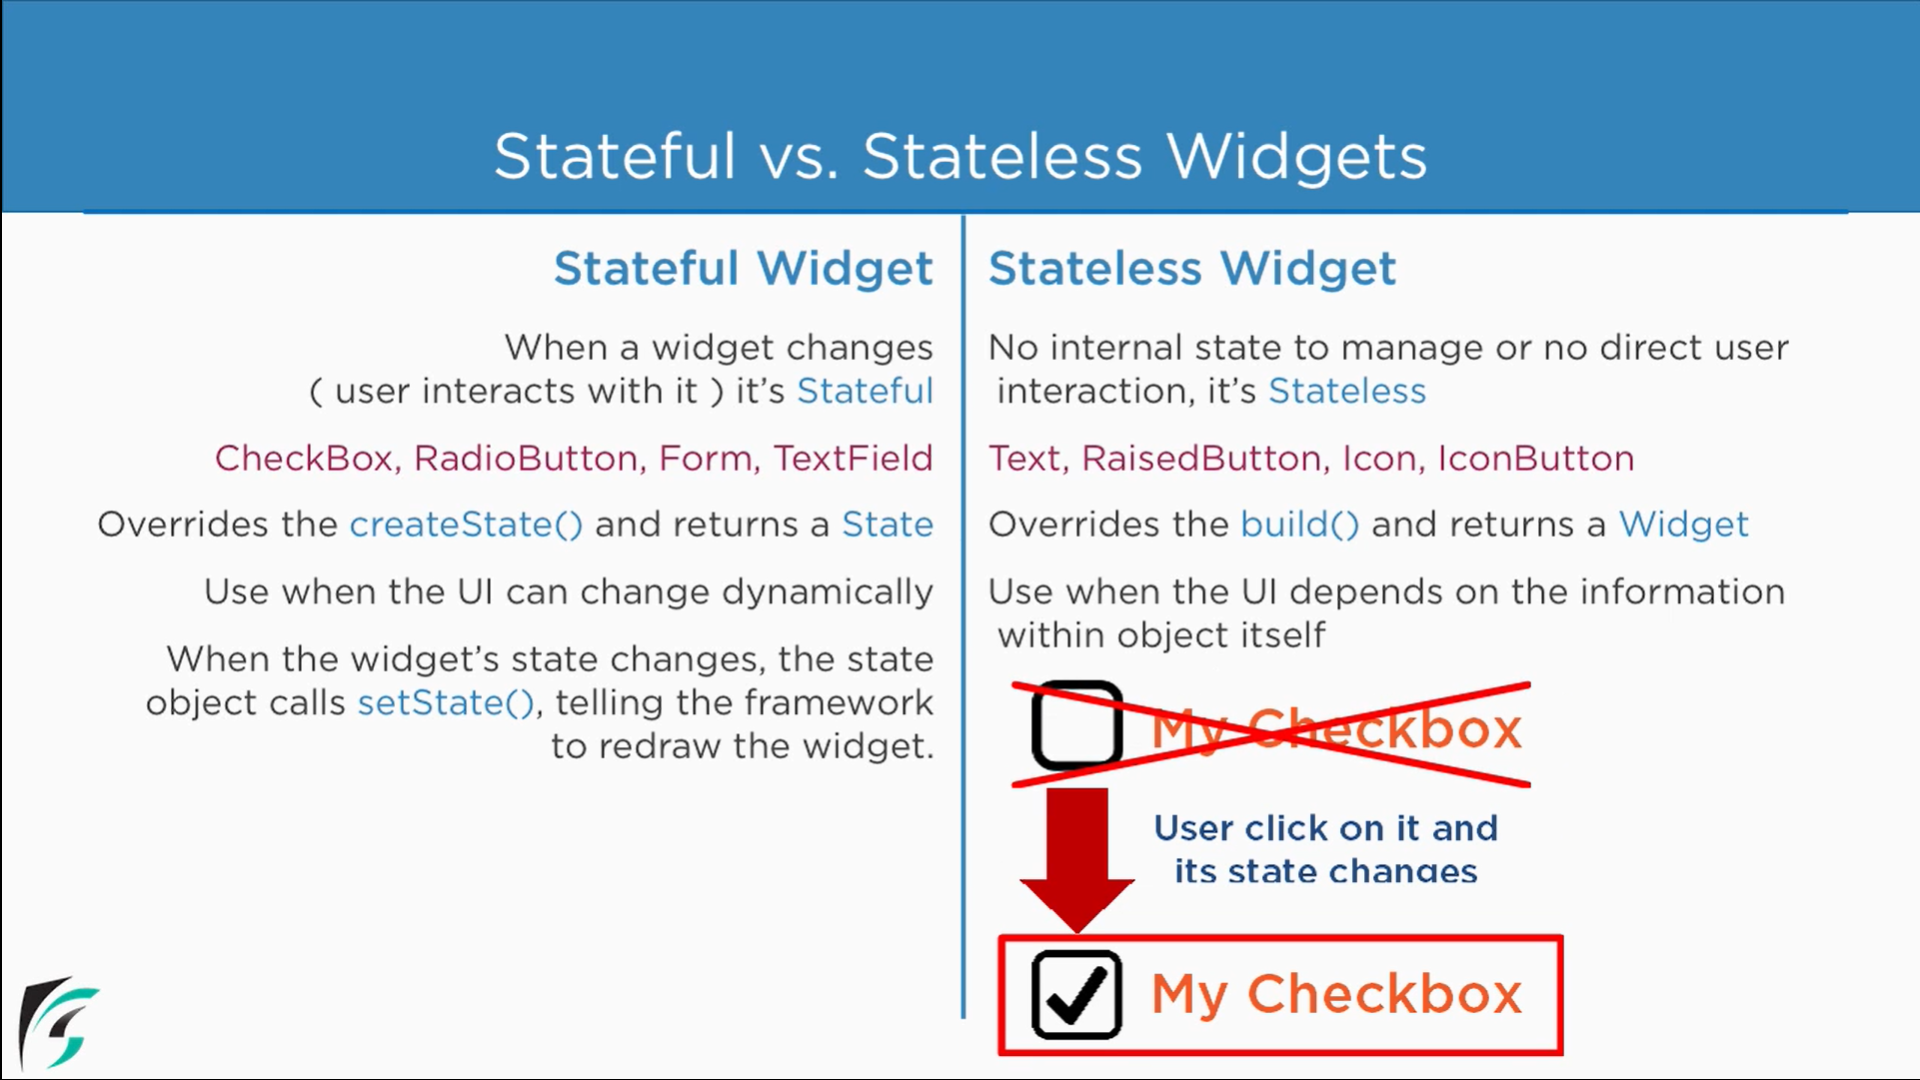 Stateful vs. Stateless Widgets
Stateful Widget
When a widget changes
( user interacts with it ) it's Stateful
CheckBox, RadioButton, Form, TextField
Overrides the createState() and returns a State
Use when the UI can change dynamically
When the widget's state changes, the state
object calls setState(), telling the framework
to redraw the widget.
Stateless Widget
No internal state to manage or no direct user
interaction, it's Stateless
Text, RaisedButton, Icon, IconButton
Overrides the build() and returns a Widget
Use when the UI depends on the information
within object itself
My Checkbox
User click on it and
its state changes
My Checkbox